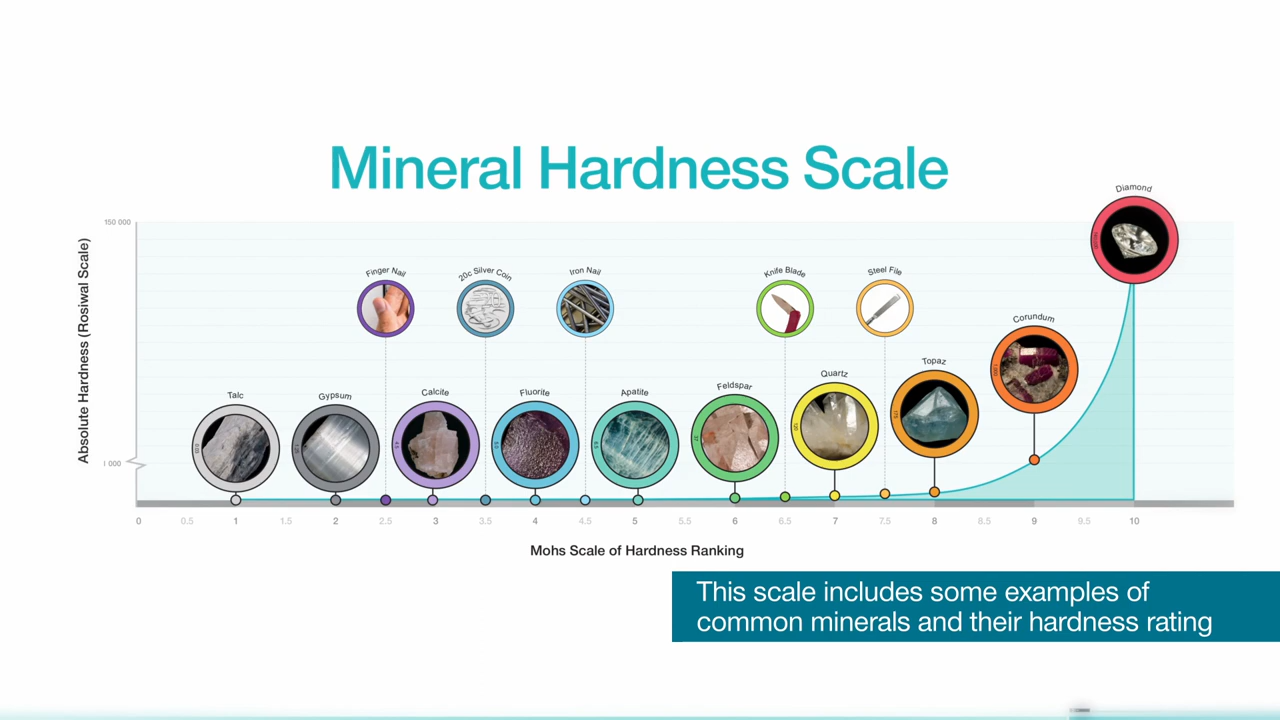 Mineral Hardness Scale
Absolute Hardness (Rosiwal Scale)
150 000
1 000
Finger Nail
20c Silver Coin
Iron Nail
Knife Blade
Steel File
Diamond
Talc
Gypsum
Calcite
Fluorite
Apatite
Feldspar
Quartz
Topaz
Corundum
0 0.5 1 1.5 2 2.5 3 3.5 4 4.5 5 5.5 6 6.5 7 7.5 8 8.5 9 9.5 10
Mohs Scale of Hardness Ranking
This scale includes some examples of
common minerals and their hardness rating